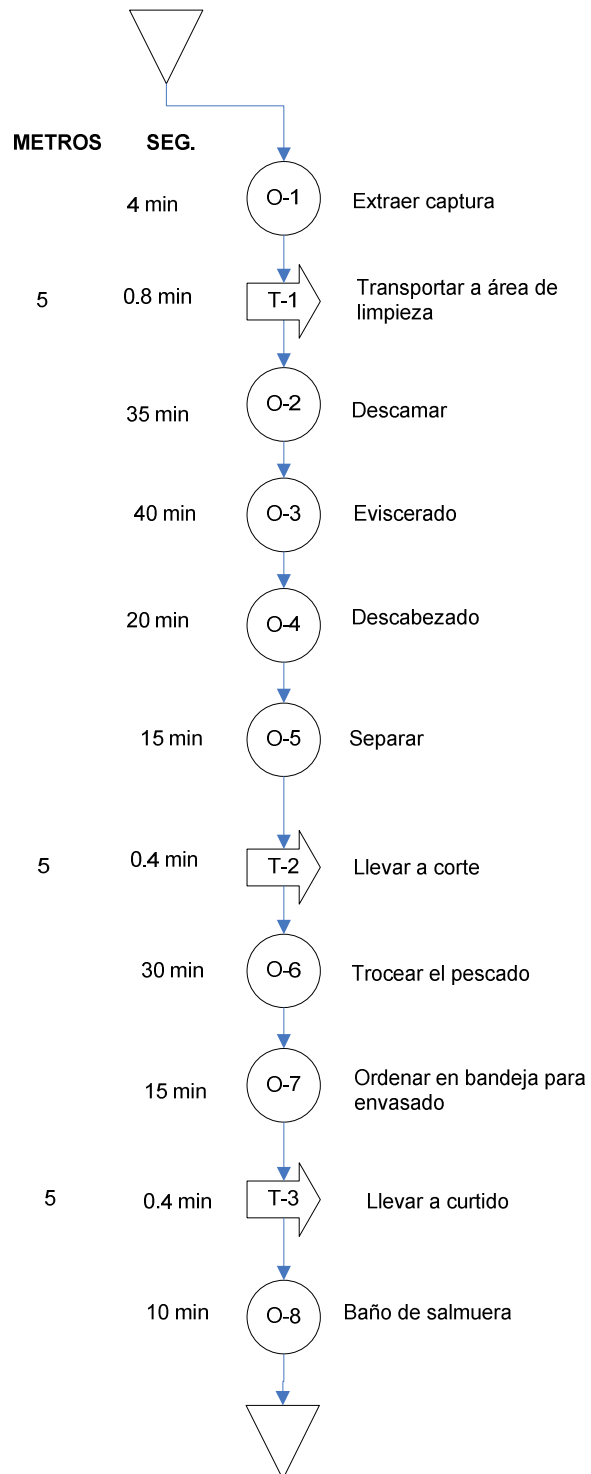 METROS SEG.
4 min O-1 Extraer captura
5 0.8 min T-1 Transportar a área de
limpieza
35 min O-2 Descamar
40 min O-3 Eviscerado
20 min O-4 Descabezado
15 min O-5 Separar
5 0.4 min T-2 Llevar a corte
30 min O-6 Trocear el pescado
15 min O-7 Ordenar en bandeja para
envasado
5 0.4 min T-3 Llevar a curtido
10 min O-8 Baño de salmuera